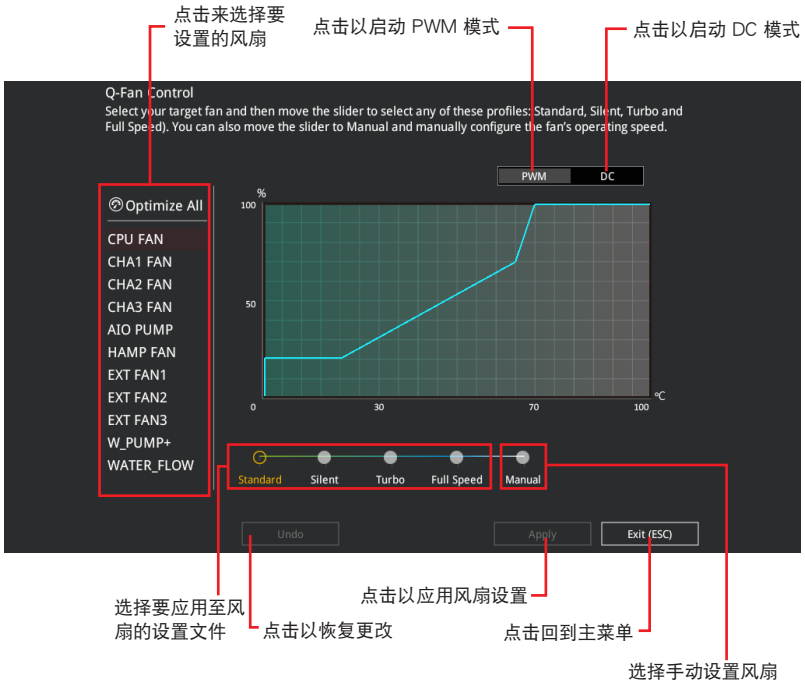 点击来选择要
设置的风扇
点击以启动 PWM 模式
点击以启动 DC 模式
Q-Fan Control
Select your target fan and then move the slider to select any of these profiles: Standard, Silent, Turbo and
Full Speed). You can also move the slider to Manual and manually configure the fan's operating speed.
PWM
DC
Optimize All
CPU FAN
CHA1 FAN
CHA2 FAN
CHA3 FAN
AIO PUMP
HAMP FAN
EXT FAN1
EXT FAN2
EXT FAN3
W_PUMP+
WATER_FLOW
%
100
50
0
30
70
100
°C
Standard
Silent
Turbo
Full Speed
Manual
Undo
Apply
Exit (ESC)
选择要应用至风
扇的设置文件
点击以恢复更改
点击以应用风扇设置
点击回到主菜单
选择手动设置风扇